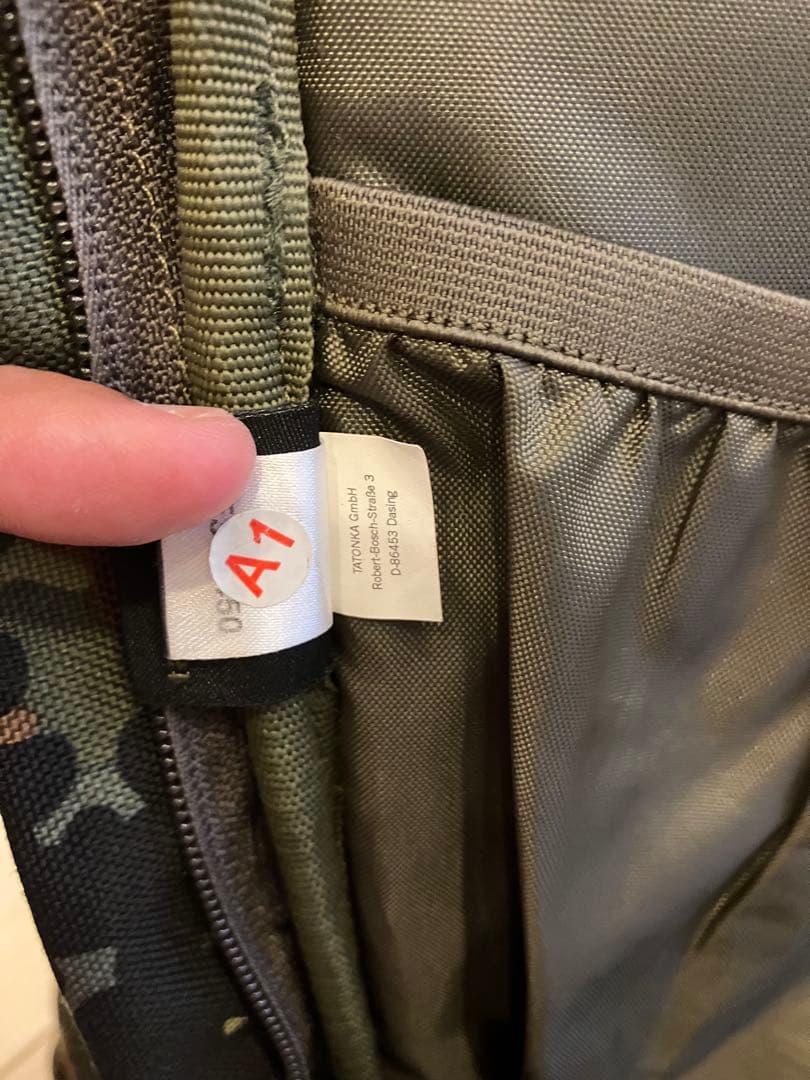 TATONKA GmbH
Robert-Bosch-Straße 3
D-86453 Dasing
A1